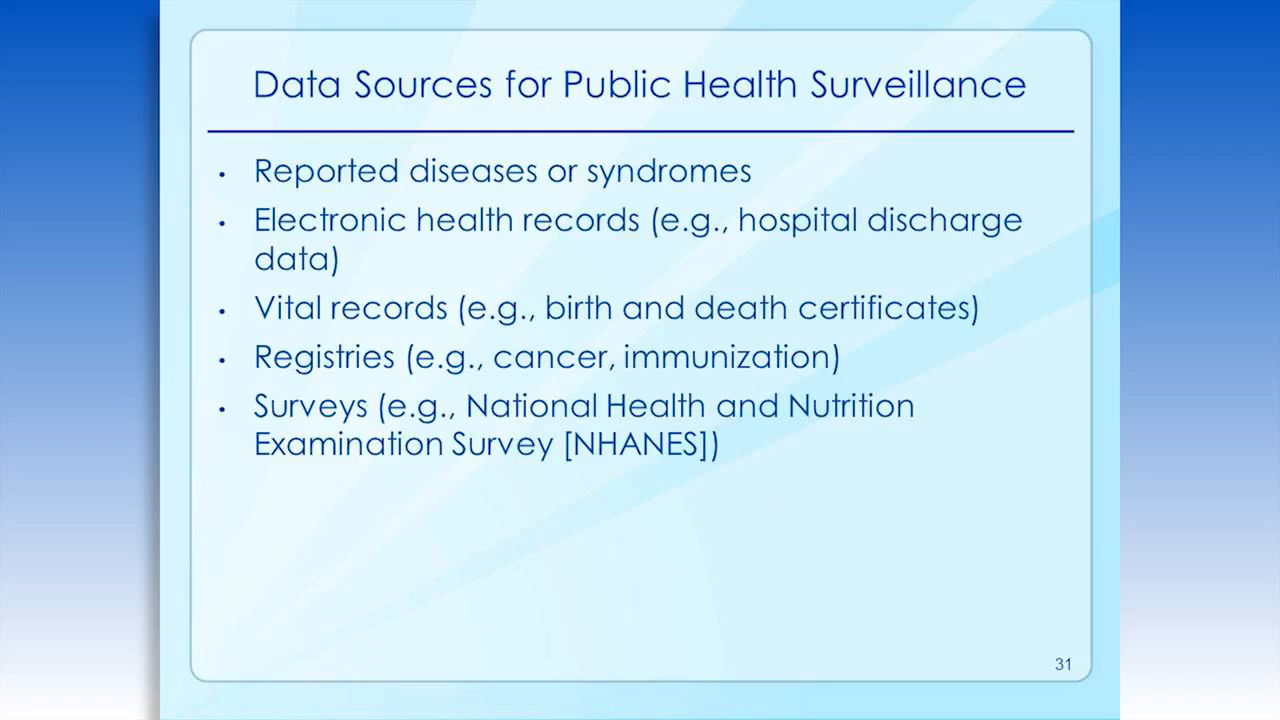 Data Sources for Public Health Surveillance
• Reported diseases or syndromes
• Electronic health records (e.g., hospital discharge
data)
• Vital records (e.g., birth and death certificates)
• Registries (e.g., cancer, immunization)
• Surveys (e.g., National Health and Nutrition
Examination Survey [NHANES])
31